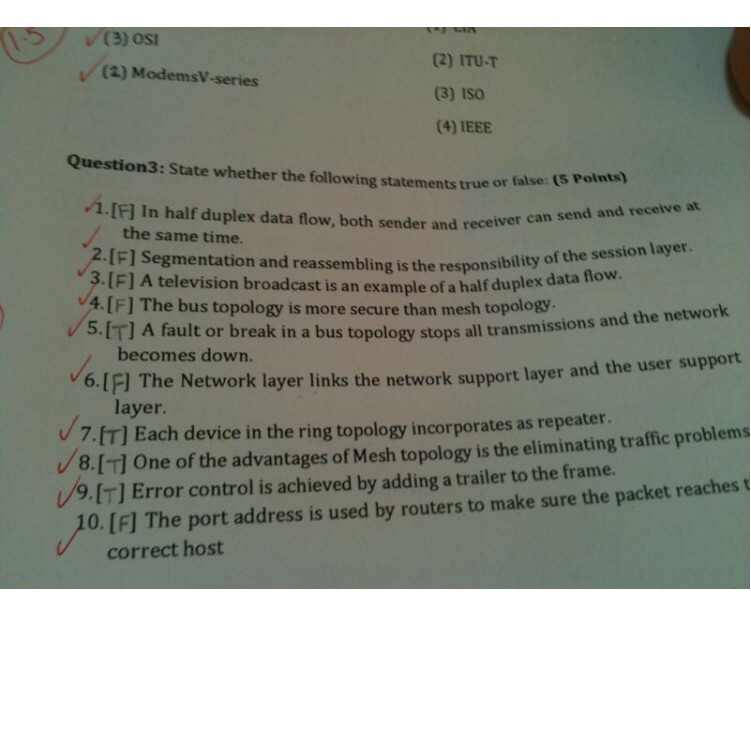 1.5
(3) OSI
(2) ModemsV-series
(2) ITU-T
(3) ISO
(4) IEEE
Question3: State whether the following statements true or false: (5 Points)
1.[F] In half duplex data flow, both sender and receiver can send and receive at
the same time.
2.[F] Segmentation and reassembling is the responsibility of the session layer.
3.[F] A television broadcast is an example of a half duplex data flow.
4.[F] The bus topology is more secure than mesh topology.
5.[T] A fault or break in a bus topology stops all transmissions and the network
becomes down.
6.[F] The Network layer links the network support layer and the user support
layer.
7.[T] Each device in the ring topology incorporates as repeater.
8.[T] One of the advantages of Mesh topology is the eliminating traffic problems
9.[T] Error control is achieved by adding a trailer to the frame.
10. [F] The port address is used by routers to make sure the packet reaches
correct host